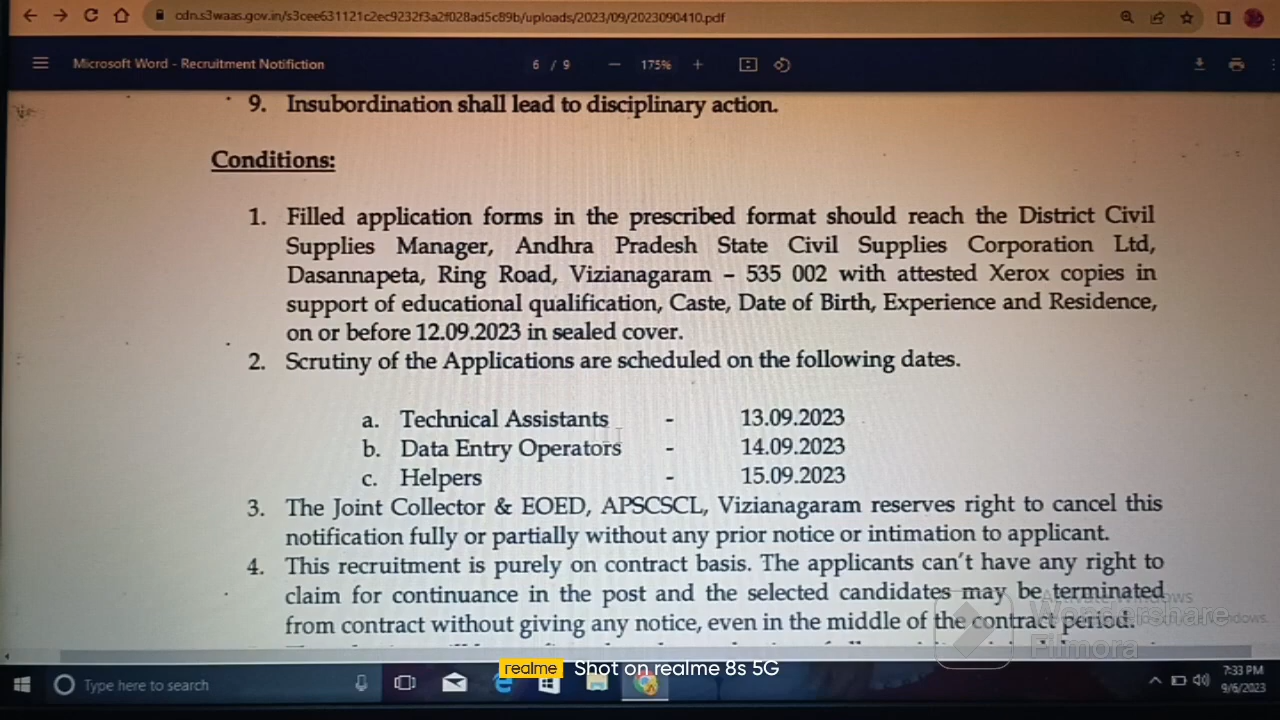 cdn.s3waas.gov.in/s3cee631121c2ec9232f3a2f028ad5c89b/uploads/2023/09/2023090410.pdf
Microsoft Word - Recruitment Notifiction
6 / 9
175%
9. Insubordination shall lead to disciplinary action.
Conditions:
1. Filled application forms in the prescribed format should reach the District Civil
Supplies Manager, Andhra Pradesh State Civil Supplies Corporation Ltd,
Dasannapeta, Ring Road, Vizianagaram – 535 002 with attested Xerox copies in
support of educational qualification, Caste, Date of Birth, Experience and Residence,
on or before 12.09.2023 in sealed cover.
2. Scrutiny of the Applications are scheduled on the following dates.
a. Technical Assistants - 13.09.2023
b. Data Entry Operators - 14.09.2023
c. Helpers - 15.09.2023
3. The Joint Collector & EOED, APSCSCL, Vizianagaram reserves right to cancel this
notification fully or partially without any prior notice or intimation to applicant.
4. This recruitment is purely on contract basis. The applicants can't have any right to
claim for continuance in the post and the selected candidates may be terminated
from contract without giving any notice, even in the middle of the contract period.
Activate Windows
Wondershare
Filmora
realme Shot on realme 8s 5G
Type here to search
7:33 PM
9/6/2023